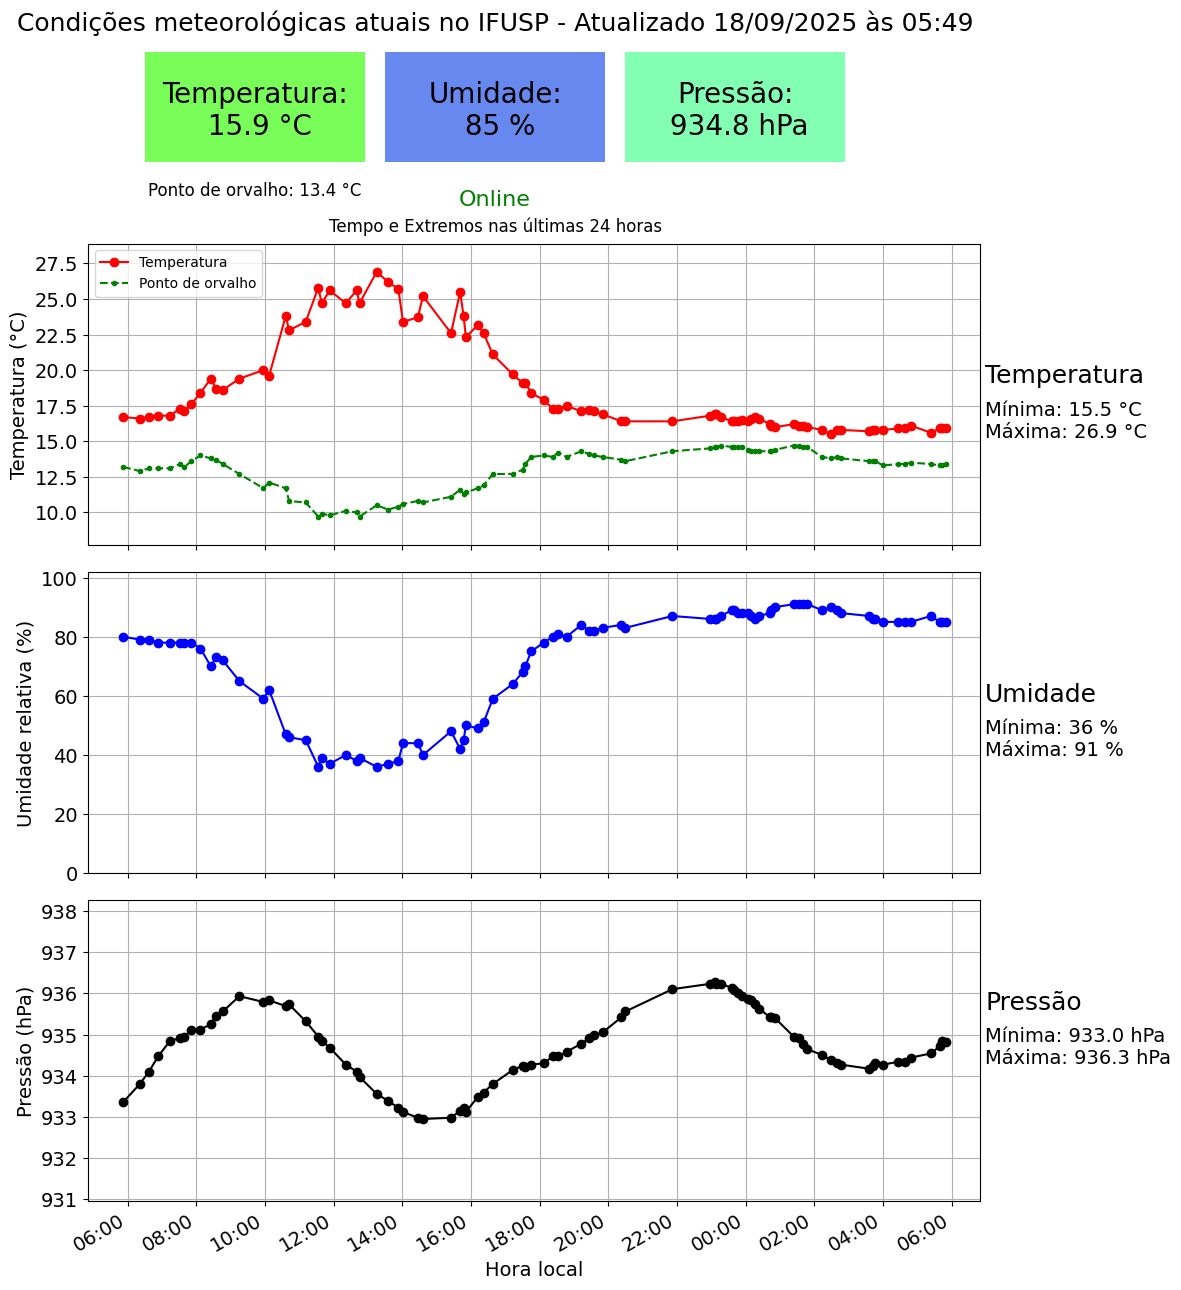 Condições meteorológicas atuais no IFUSP - Atualizado 18/09/2025 às 05:49
Temperatura:
15.9 °C
Umidade:
85 %
Pressão:
934.8 hPa
Ponto de orvalho: 13.4 °C
Online
Tempo e Extremos nas últimas 24 horas
Temperatura (°C)
27.5
25.0
22.5
20.0
17.5
15.0
12.5
10.0
Temperatura
Ponto de orvalho
Temperatura
Mínima: 15.5 °C
Máxima: 26.9 °C
Umidade relativa (%)
100
80
60
40
20
0
Umidade
Mínima: 36 %
Máxima: 91 %
Pressão (hPa)
938
937
936
935
934
933
932
931
Pressão
Mínima: 933.0 hPa
Máxima: 936.3 hPa
06:00 08:00 10:00 12:00 14:00 16:00 18:00 20:00 22:00 00:00 02:00 04:00 06:00
Hora local